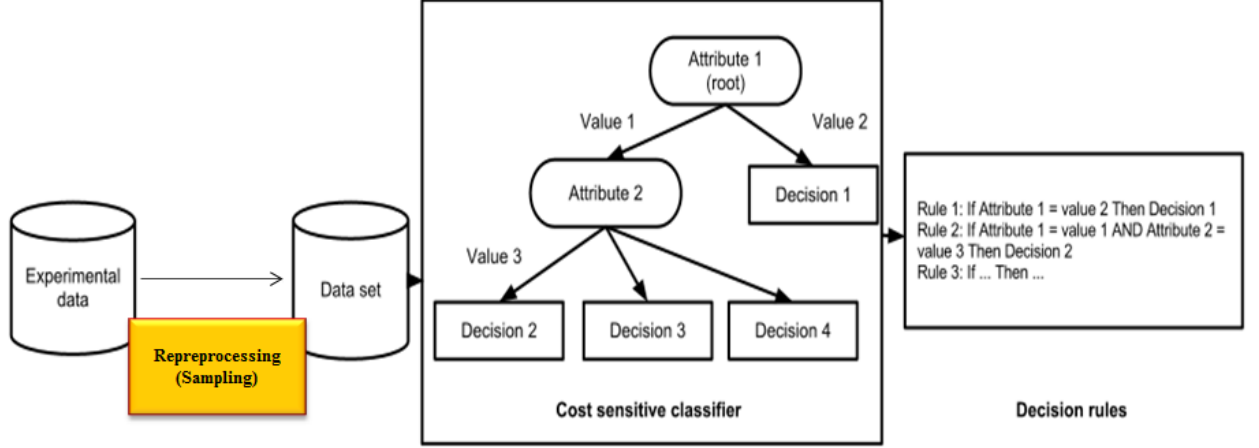 Experimental
data
Repreprocessing
(Sampling)
Data set
Attribute 1
(root)
Value 1
Value 2
Attribute 2
Decision 1
Value 3
Decision 2
Decision 3
Decision 4
Cost sensitive classifier
Rule 1: If Attribute 1 = value 2 Then Decision 1
Rule 2: If Attribute 1 = value 1 AND Attribute 2 =
value 3 Then Decision 2
Rule 3: If ... Then ...
Decision rules